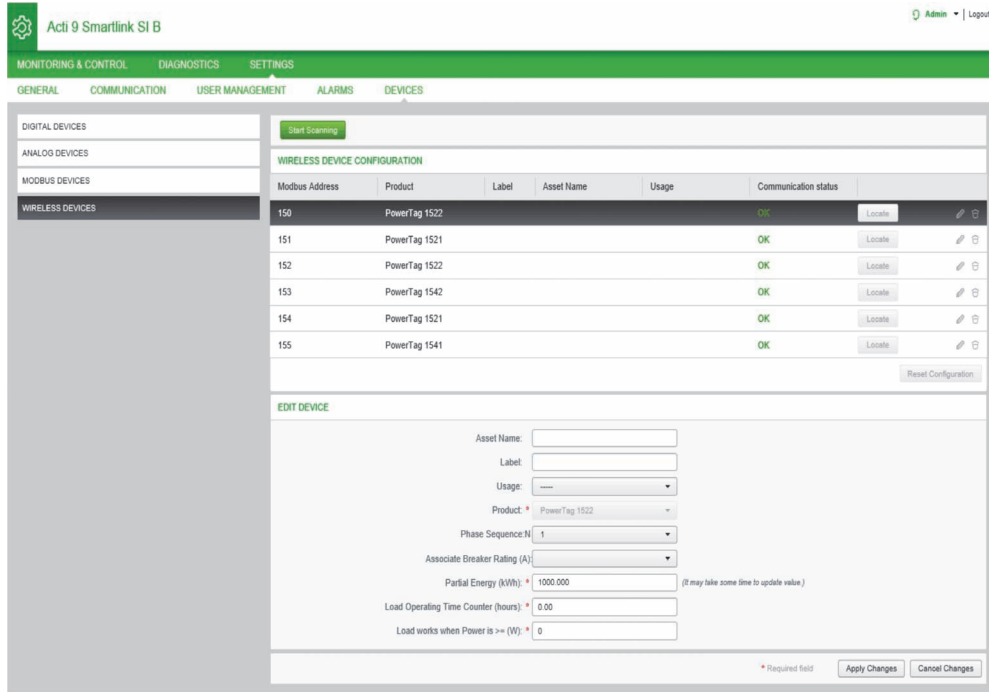 Acti 9 Smartlink SI B
Admin | Logout
MONITORING & CONTROL DIAGNOSTICS SETTINGS
GENERAL COMMUNICATION USER MANAGEMENT ALARMS DEVICES
DIGITAL DEVICES
ANALOG DEVICES
MODBUS DEVICES
WIRELESS DEVICES
Start Scanning
WIRELESS DEVICE CONFIGURATION
Modbus Address Product Label Asset Name Usage Communication status
150 PowerTag 1522 OK Locate
151 PowerTag 1521 OK Locate
152 PowerTag 1522 OK Locate
153 PowerTag 1542 OK Locate
154 PowerTag 1521 OK Locate
155 PowerTag 1541 OK Locate
Reset Configuration
EDIT DEVICE
Asset Name:
Label:
Usage: -----
Product: * PowerTag 1522
Phase Sequence:N 1
Associate Breaker Rating (A):
Partial Energy (kWh): * 1000.000 (It may take some time to update value.)
Load Operating Time Counter (hours): * 0.00
Load works when Power is >= (W): * 0
* Required field Apply Changes Cancel Changes